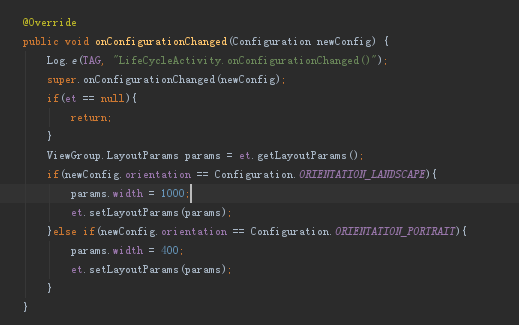 @Override
public void onConfigurationChanged(Configuration newConfig) {
    Log.e(TAG, "LifeCycleActivity.onConfigurationChanged()");
    super.onConfigurationChanged(newConfig);
    if(et == null){
        return;
    }
    ViewGroup.LayoutParams params = et.getLayoutParams();
    if(newConfig.orientation == Configuration.ORIENTATION_LANDSCAPE){
        params.width = 1000;
        et.setLayoutParams(params);
    }else if(newConfig.orientation == Configuration.ORIENTATION_PORTRAIT){
        params.width = 400;
        et.setLayoutParams(params);
    }
}